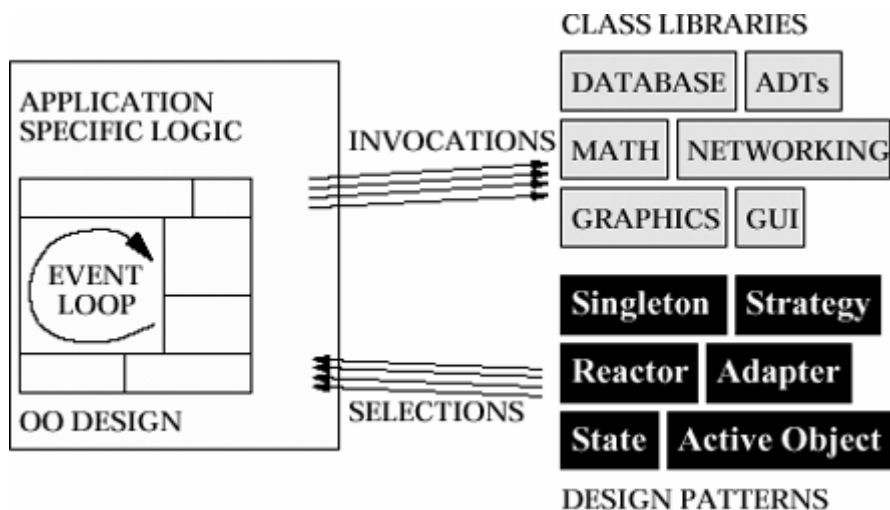 CLASS LIBRARIES
APPLICATION
SPECIFIC LOGIC
EVENT
LOOP
OO DESIGN
INVOCATIONS
SELECTIONS
DATABASE ADTs
MATH NETWORKING
GRAPHICS GUI
Singleton Strategy
Reactor Adapter
State Active Object
DESIGN PATTERNS